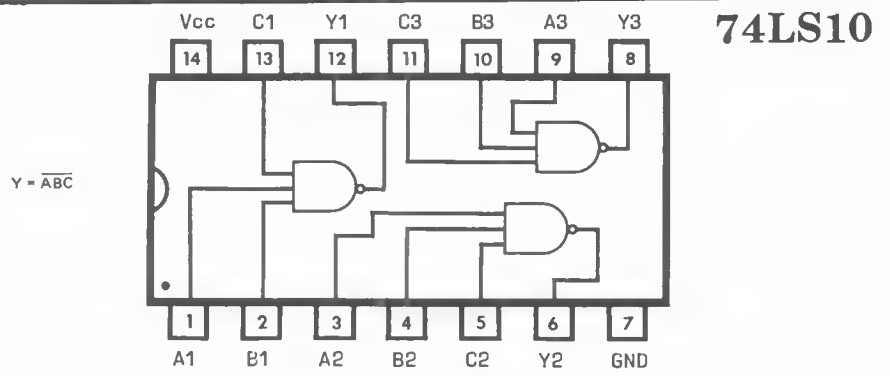 74LS10
Vcc C1 Y1 C3 B3 A3 Y3
14 13 12 11 10 9 8
Y = \overline{ABC}
1 2 3 4 5 6 7
A1 B1 A2 B2 C2 Y2 GND